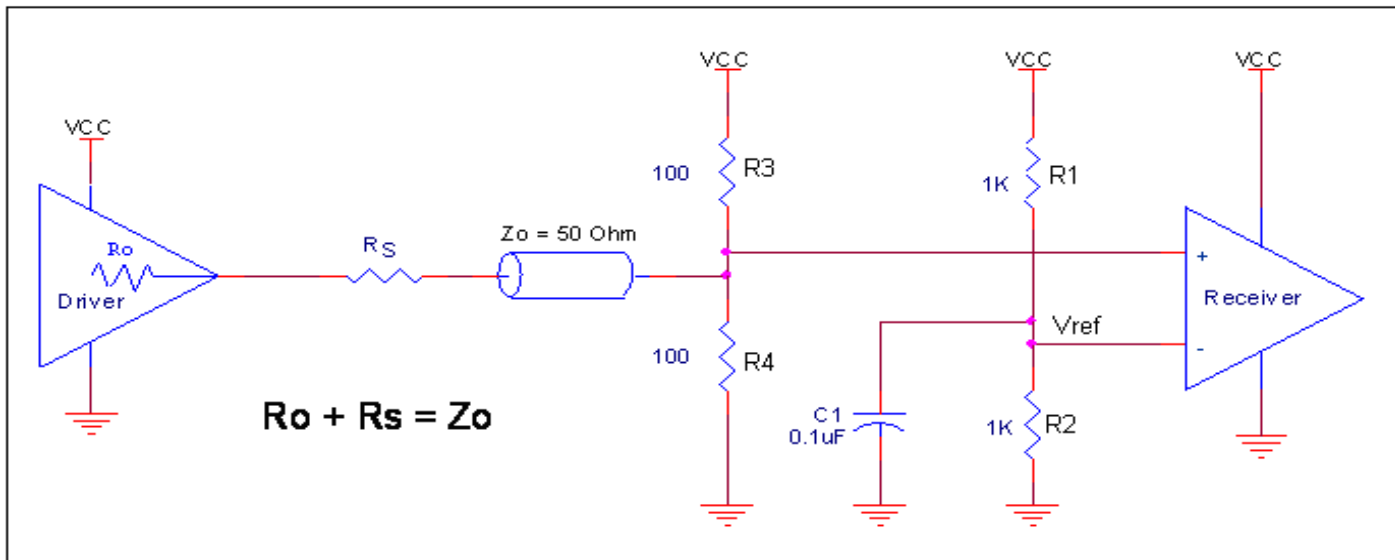 VCC
VCC
VCC
VCC
R3
100
R1
1K
Zo = 50 Ohm
Ro
RS
Driver
+
Receiver
Vref
-
100
R4
Ro + Rs = Zo
C1
0.1uF
1K
R2